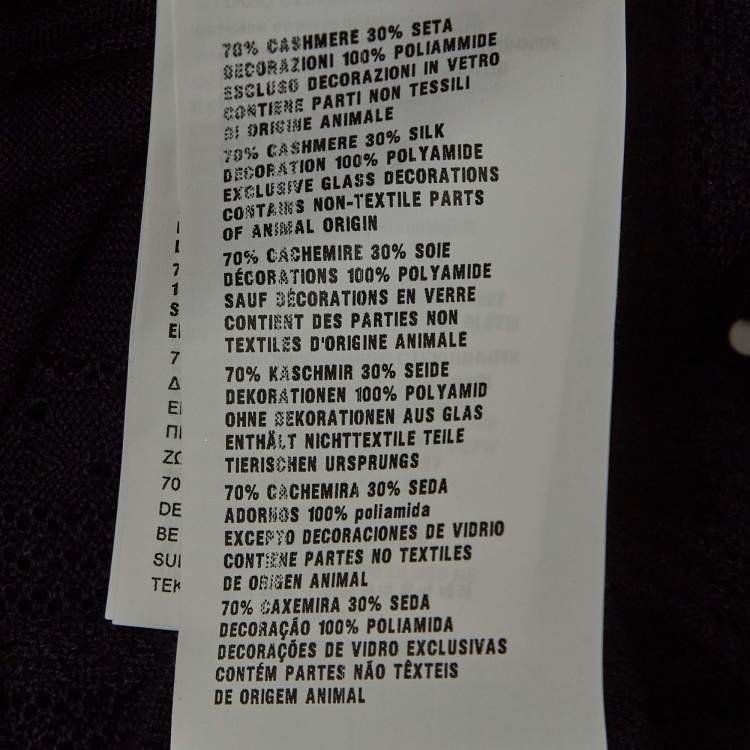 70% CASHMERE 30% SETA
DECORAZIONI 100% POLIAMMIDE
ESCLUSO DECORAZIONI IN VETRO
CONTIENE PARTI NON TESSILI
DI ORIGINE ANIMALE
70% CASHMERE 30% SILK
DECORATION 100% POLYAMIDE
EXCLUSIVE GLASS DECORATIONS
CONTAINS NON-TEXTILE PARTS
OF ANIMAL ORIGIN
70% CACHEMIRE 30% SOIE
DÉCORATIONS 100% POLYAMIDE
SAUF DÉCORATIONS EN VERRE
CONTIENT DES PARTIES NON
TEXTILES D'ORIGINE ANIMALE
70% KASCHMIR 30% SEIDE
DEKORATIONEN 100% POLYAMID
OHNE DEKORATIONEN AUS GLAS
ENTHÄLT NICHTTEXTILE TEILE
TIERISCHEN URSPRUNGS
70% CACHEMIRA 30% SEDA
ADORNOS 100% poliamida
EXCEPTO DECORACIONES DE VIDRIO
CONTIENE PARTES NO TEXTILES
DE ORIGEN ANIMAL
70% CAXEMIRA 30% SEDA
DECORAÇÃO 100% POLIAMIDA
DECORAÇÕES DE VIDRO EXCLUSIVAS
CONTÉM PARTES NÃO TÊXTEIS
DE ORIGEM ANIMAL
70
DE
BE
SUI
TEK